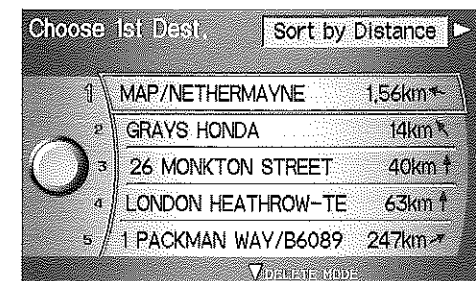 Choose 1st Dest. Sort by Distance
1 MAP/NETHERMAYNE 1.56km
2 GRAYS HONDA 14km
3 26 MONKTON STREET 40km
4 LONDON HEATHROW-TE 63km
5 1 PACKMAN WAY/B6089 247km
DELETE MODE